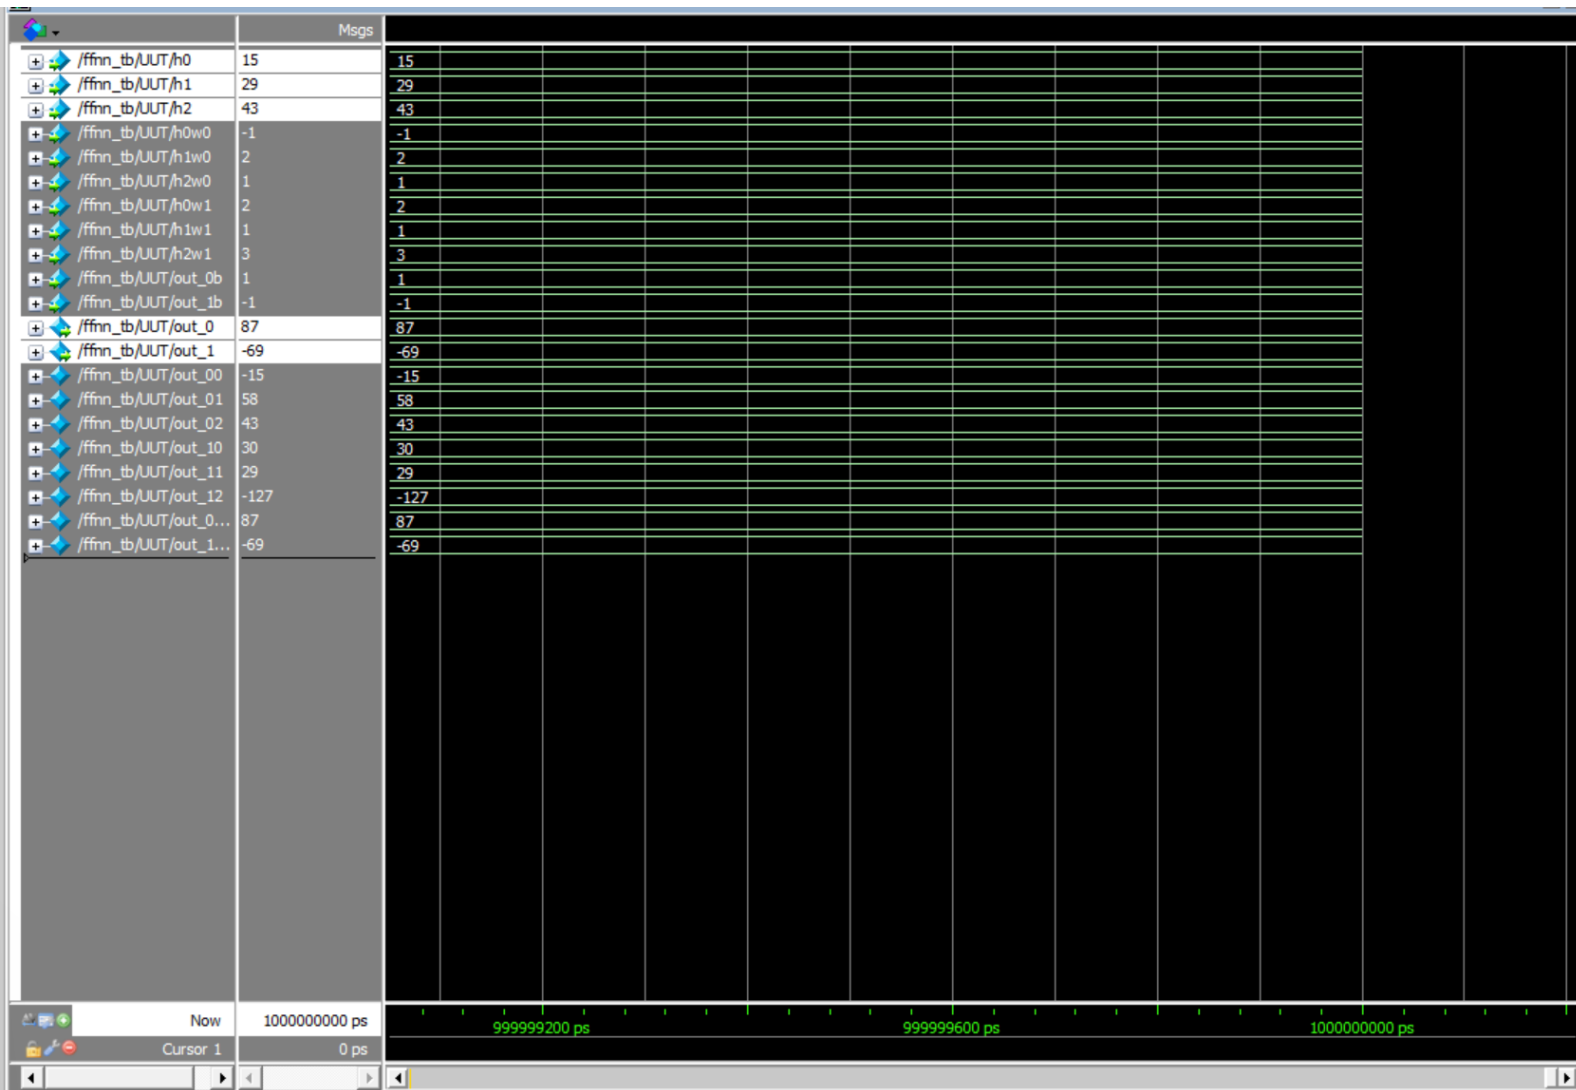 Msgs
/ffnn_tb/UUT/h0 15 15
/ffnn_tb/UUT/h1 29 29
/ffnn_tb/UUT/h2 43 43
/ffnn_tb/UUT/h0w0 -1 -1
/ffnn_tb/UUT/h1w0 2 2
/ffnn_tb/UUT/h2w0 1 1
/ffnn_tb/UUT/h0w1 2 2
/ffnn_tb/UUT/h1w1 1 1
/ffnn_tb/UUT/h2w1 3 3
/ffnn_tb/UUT/out_0b 1 1
/ffnn_tb/UUT/out_1b -1 -1
/ffnn_tb/UUT/out_0 87 87
/ffnn_tb/UUT/out_1 -69 -69
/ffnn_tb/UUT/out_00 -15 -15
/ffnn_tb/UUT/out_01 58 58
/ffnn_tb/UUT/out_02 43 43
/ffnn_tb/UUT/out_10 30 30
/ffnn_tb/UUT/out_11 29 29
/ffnn_tb/UUT/out_12 -127 -127
/ffnn_tb/UUT/out_0... 87 87
/ffnn_tb/UUT/out_1... -69 -69
Now 1000000000 ps 999999200 ps 999999600 ps 1000000000 ps
Cursor 1 0 ps